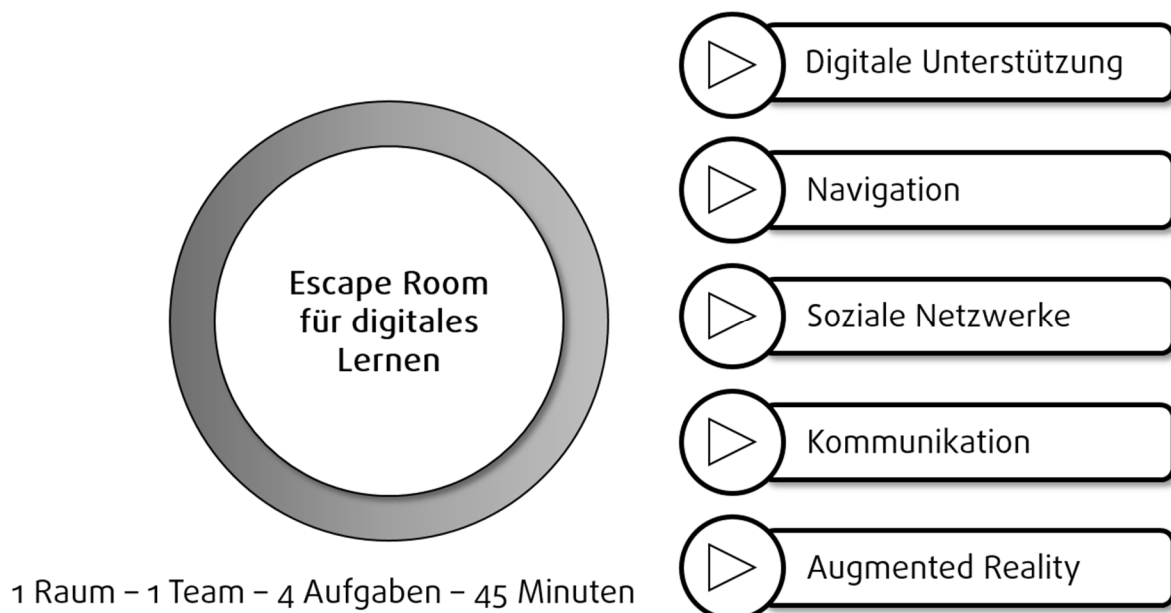 Escape Room
für digitales
Lernen
1 Raum – 1 Team – 4 Aufgaben – 45 Minuten
Digitale Unterstützung
Navigation
Soziale Netzwerke
Kommunikation
Augmented Reality